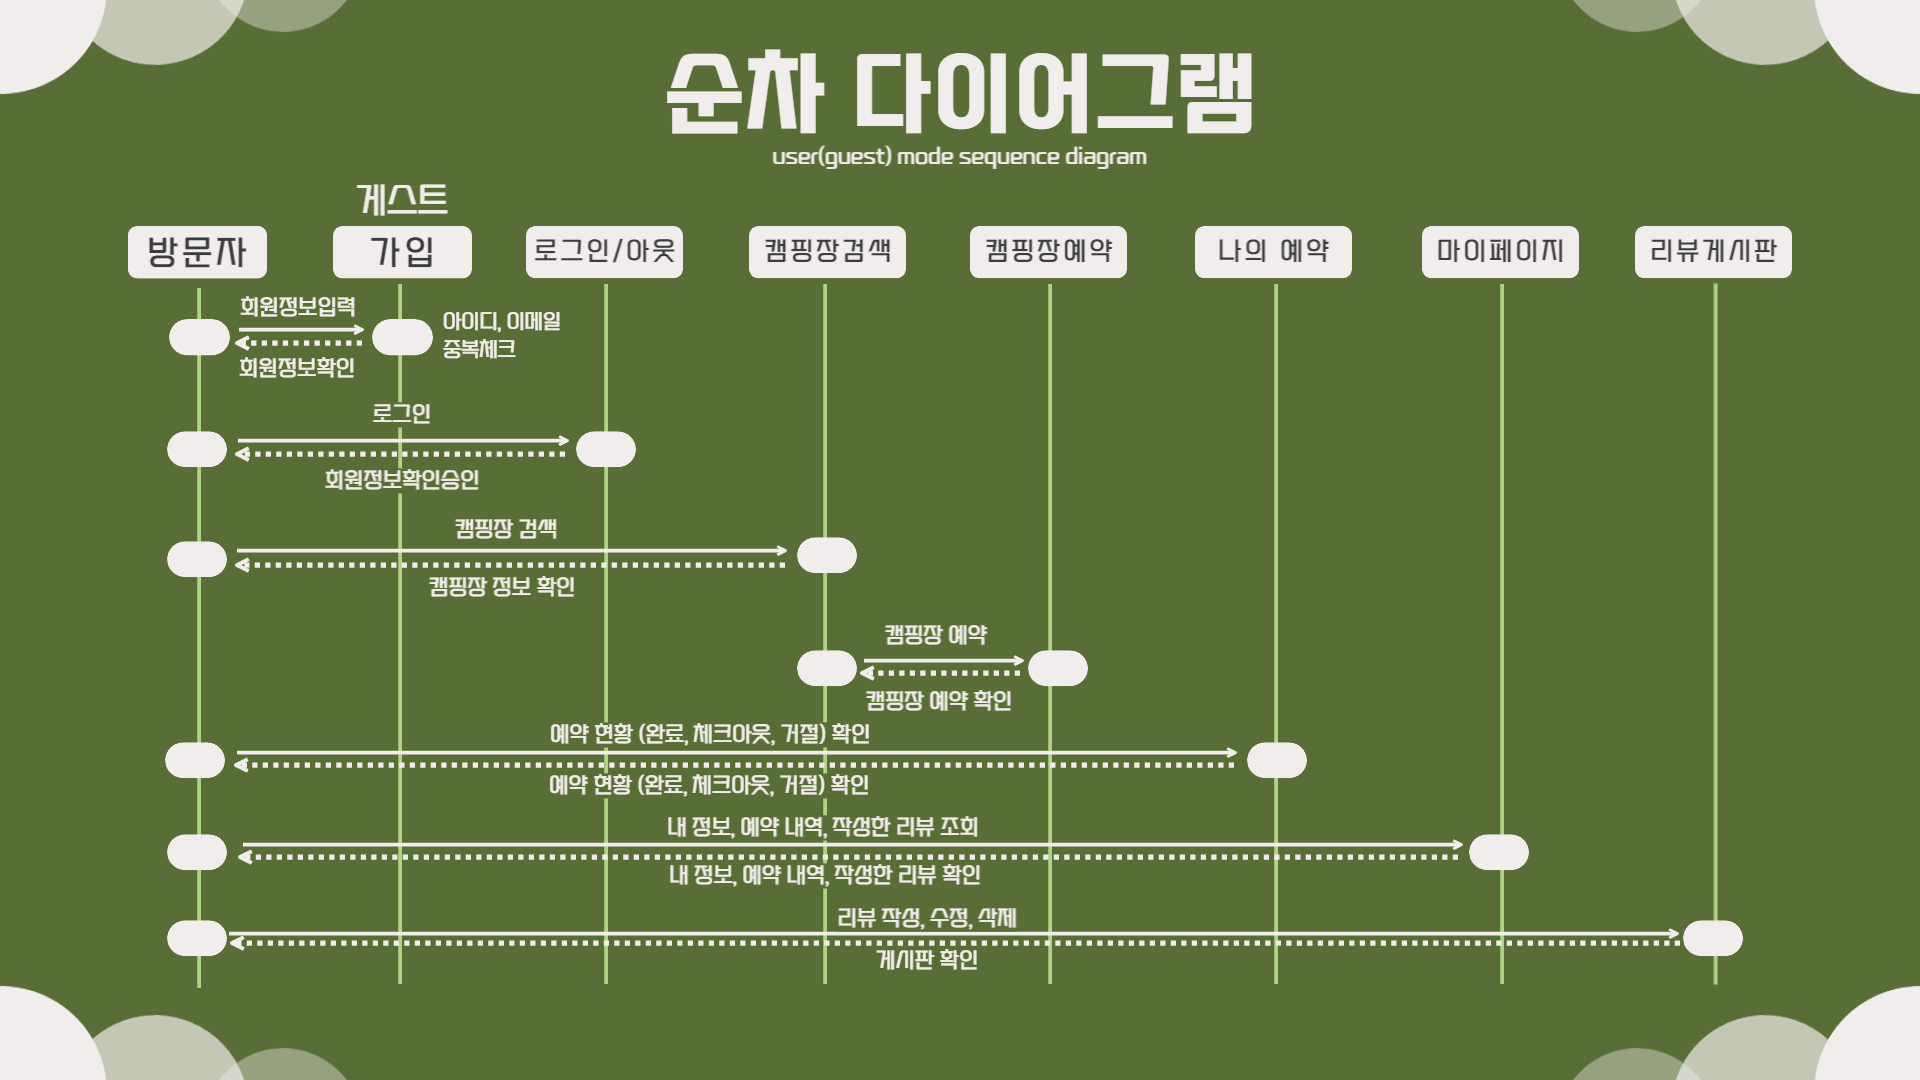 순차 다이어그램
user(guest) mode sequence diagram
게스트
방문자
가입
로그인/아웃
캠핑장검색
캠핑장예약
나의 예약
마이페이지
리뷰게시판
회원정보입력
아이디, 이메일
중복체크
회원정보확인
로그인
회원정보확인승인
캠핑장 검색
캠핑장 정보 확인
캠핑장 예약
캠핑장 예약 확인
예약 현황 (완료, 체크아웃, 거절) 확인
예약 현황 (완료, 체크아웃, 거절) 확인
내 정보, 예약 내역, 작성한 리뷰 조회
내 정보, 예약 내역, 작성한 리뷰 확인
리뷰 작성, 수정, 삭제
게시판 확인